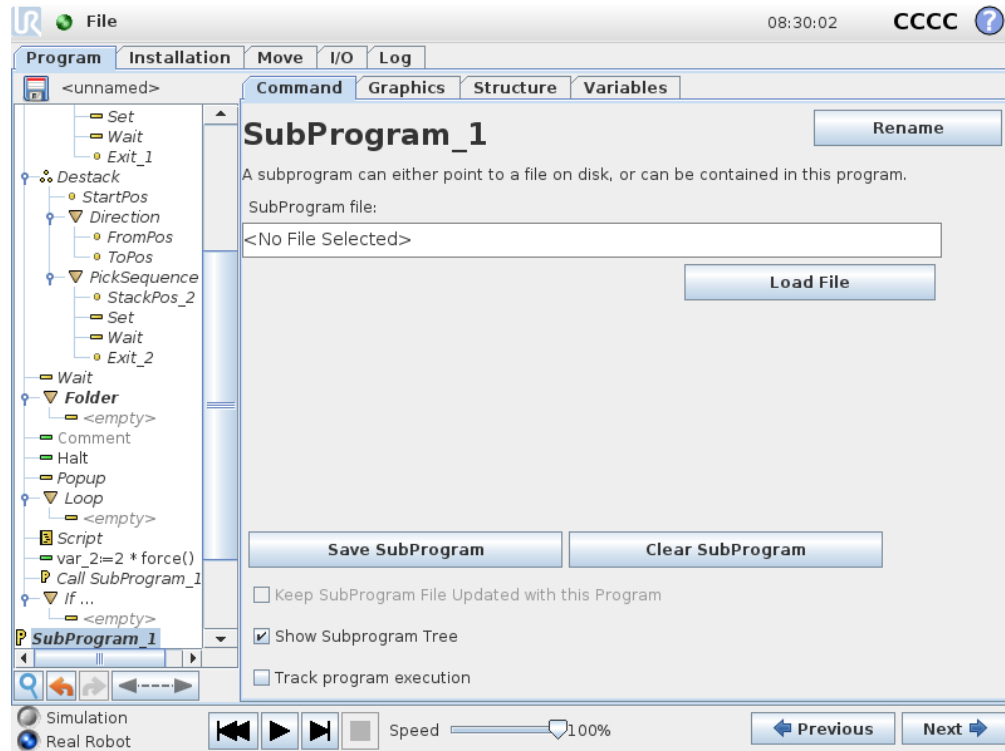 UR File 08:30:02 CCCC ?
Program Installation Move I/O Log
<unnamed>
Command Graphics Structure Variables
Set
Wait
Exit_1
Destack
StartPos
Direction
FromPos
ToPos
PickSequence
StackPos_2
Set
Wait
Exit_2
Wait
Folder
<empty>
Comment
Halt
Popup
Loop
<empty>
Script
var_2:=2 * force()
Call SubProgram_1
If ...
<empty>
SubProgram_1
SubProgram_1
Rename
A subprogram can either point to a file on disk, or can be contained in this program.
SubProgram file:
<No File Selected>
Load File
Save SubProgram Clear SubProgram
Keep SubProgram File Updated with this Program
Show Subprogram Tree
Track program execution
Simulation
Real Robot
Speed 100%
Previous Next